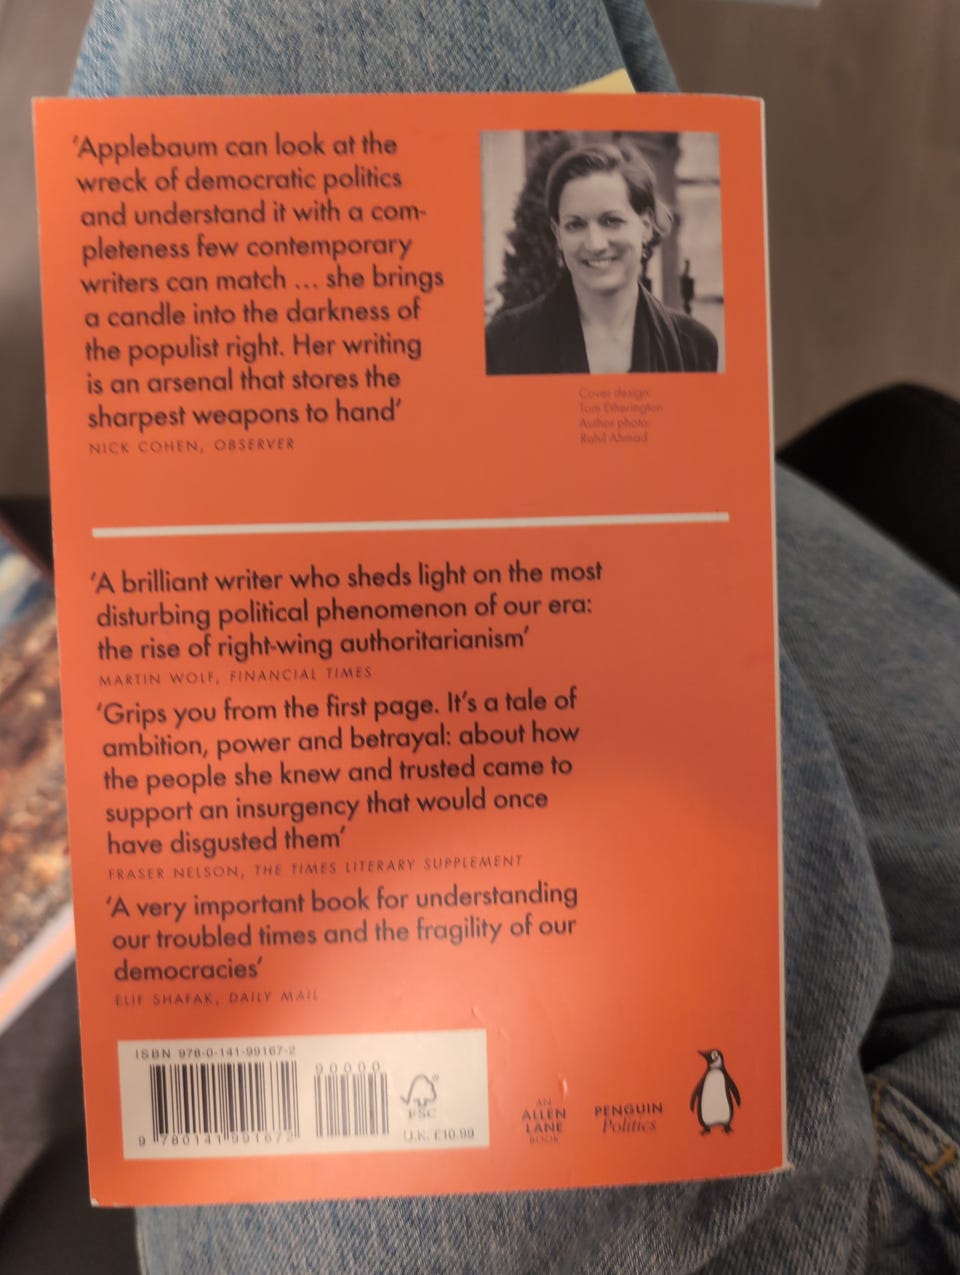 ‘Applebaum can look at the
wreck of democratic politics
and understand it with a com-
pleteness few contemporary
writers can match ... she brings
a candle into the darkness of
the populist right. Her writing
is an arsenal that stores the
sharpest weapons to hand’
NICK COHEN, OBSERVER
Cover design:
Tom Etherington
Author photo:
Rahil Ahmad
‘A brilliant writer who sheds light on the most
disturbing political phenomenon of our era:
the rise of right-wing authoritarianism’
MARTIN WOLF, FINANCIAL TIMES
‘Grips you from the first page. It’s a tale of
ambition, power and betrayal: about how
the people she knew and trusted came to
support an insurgency that would once
have disgusted them’
FRASER NELSON, THE TIMES LITERARY SUPPLEMENT
‘A very important book for understanding
our troubled times and the fragility of our
democracies’
ELIF SHAFAK, DAILY MAIL
ISBN 978-0-141-99167-2
90000
9 780141 991672
FSC
U.K. £10.99
AN
ALLEN
LANE
BOOK
PENGUIN
Politics